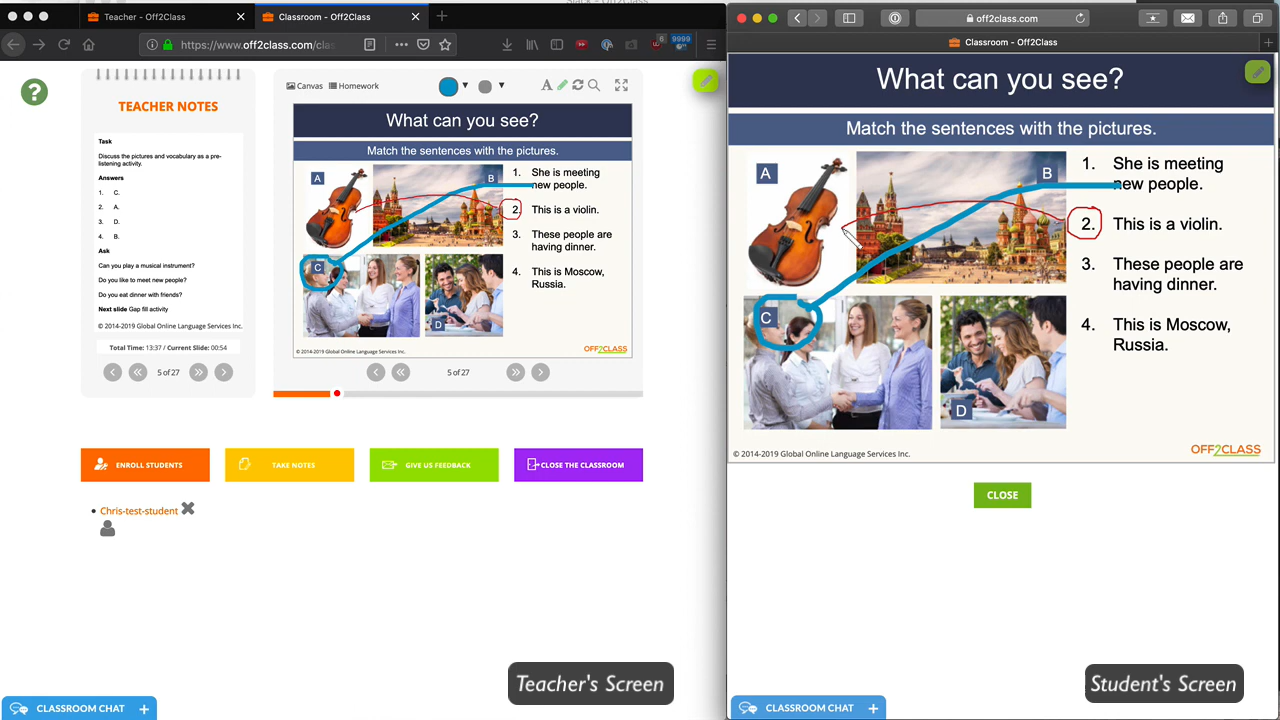 Slack - Off2Class
Teacher - Off2Class
Classroom - Off2Class
https://www.off2class.com/clas
6
9999
?
TEACHER NOTES
Task
Discuss the pictures and vocabulary as a pre-
listening activity.
Answers
1. C.
2. A.
3. D.
4. B.
Ask
Can you play a musical instrument?
Do you like to meet new people?
Do you eat dinner with friends?
Next slide Gap fill activity
© 2014-2019 Global Online Language Services Inc.
Total Time: 13:37 / Current Slide: 00:54
5 of 27
Canvas
Homework
A
What can you see?
Match the sentences with the pictures.
A
B
C
D
1. She is meeting
new people.
2. This is a violin.
3. These people are
having dinner.
4. This is Moscow,
Russia.
© 2014-2019 Global Online Language Services Inc.
OFF2CLASS
5 of 27
ENROLL STUDENTS
TAKE NOTES
GIVE US FEEDBACK
CLOSE THE CLASSROOM
Chris-test-student
Teacher's Screen
CLASSROOM CHAT +
off2class.com
Classroom - Off2Class
What can you see?
Match the sentences with the pictures.
A
B
C
D
1. She is meeting
new people.
2. This is a violin.
3. These people are
having dinner.
4. This is Moscow,
Russia.
© 2014-2019 Global Online Language Services Inc.
OFF2CLASS
CLOSE
Student's Screen
CLASSROOM CHAT +